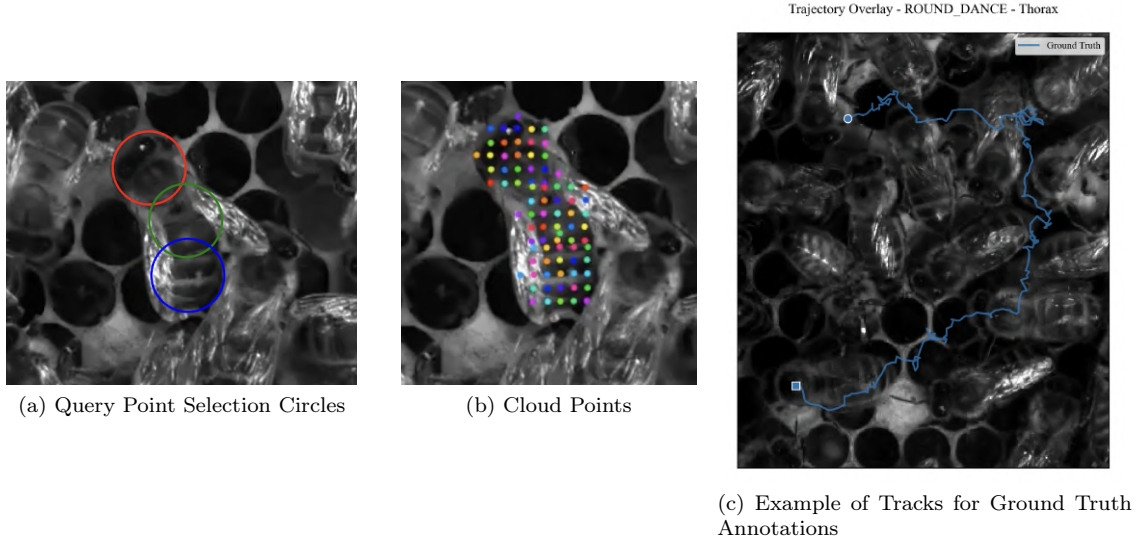 Trajectory Overlay - ROUND_DANCE - Thorax
Ground Truth
(a) Query Point Selection Circles
(b) Cloud Points
(c) Example of Tracks for Ground Truth
Annotations